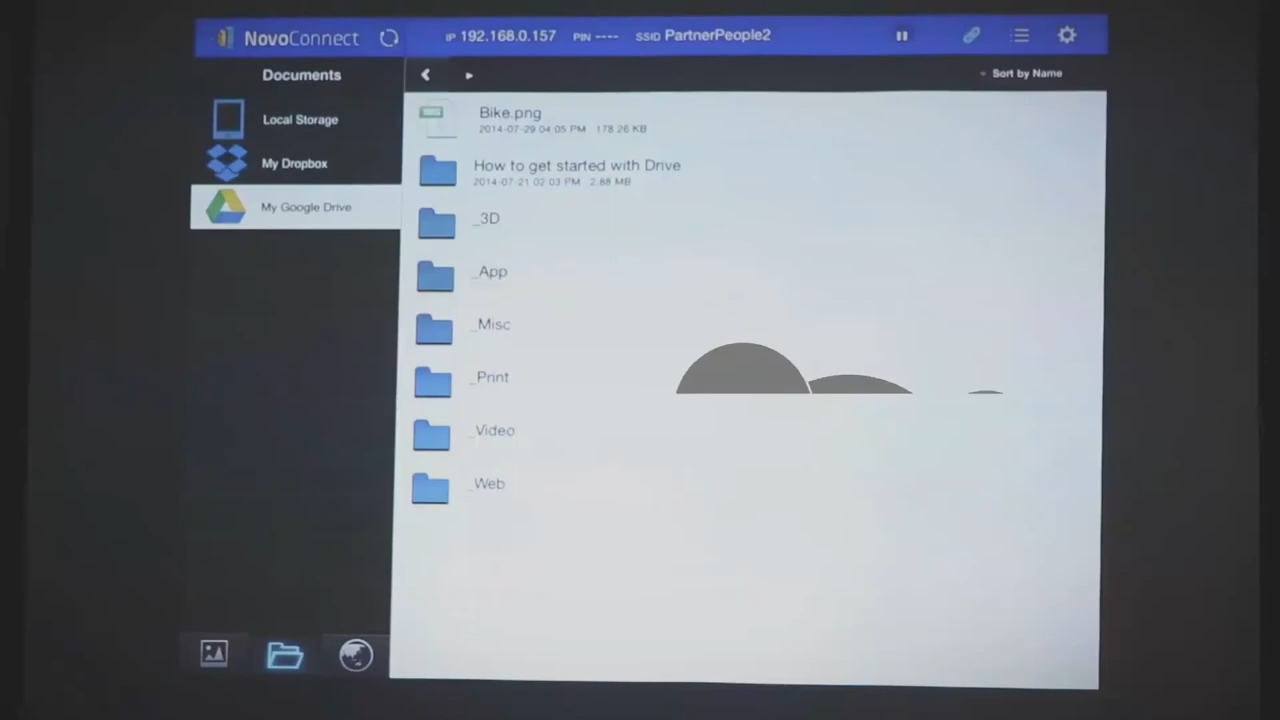 NovoConnect IP 192.168.0.157 PIN ---- SSID PartnerPeople2
Documents
Sort by Name
Local Storage
My Dropbox
My Google Drive
Bike.png
2014-07-29 04:05 PM 178.26 KB
How to get started with Drive
2014-07-21 02:03 PM 2.88 MB
_3D
_App
_Misc
_Print
_Video
_Web